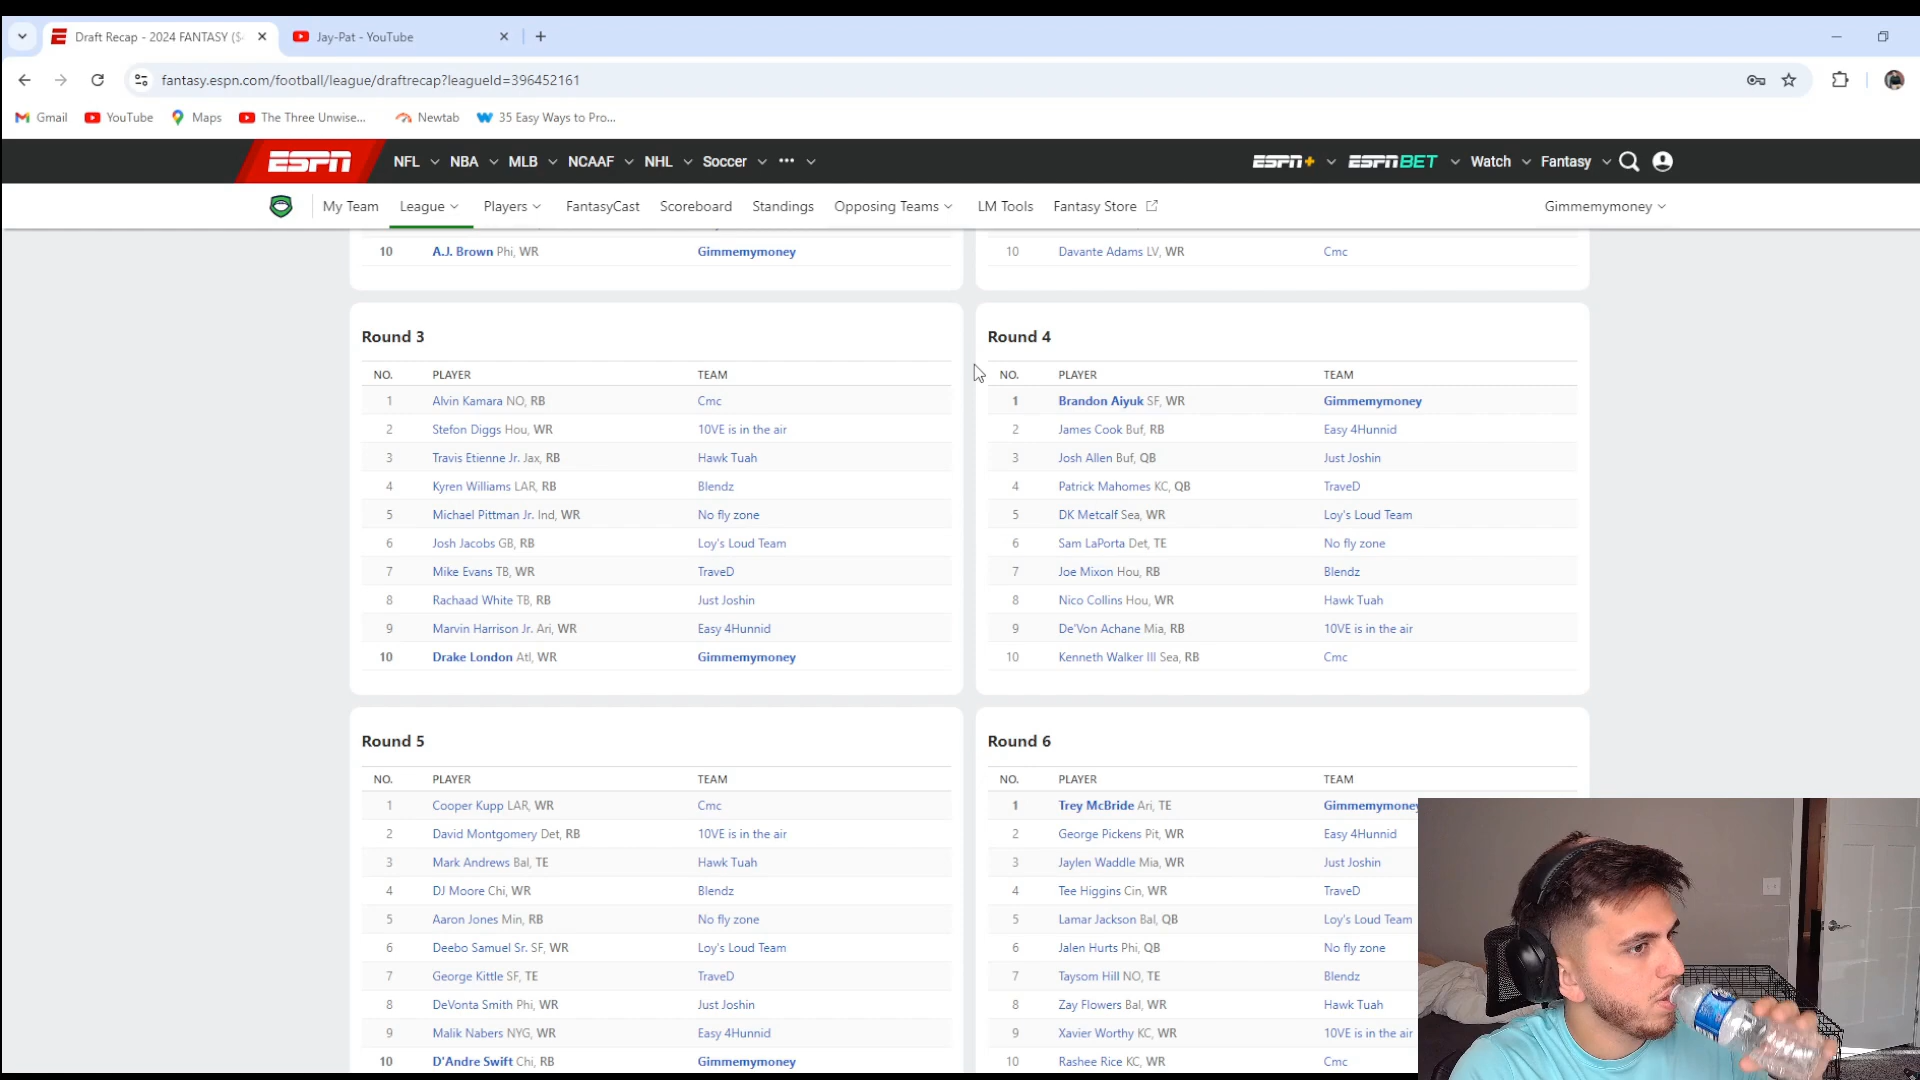 Draft Recap - 2024 FANTASY ($
Jay-Pat - YouTube
fantasy.espn.com/football/league/draftrecap?leagueId=396452161
Gmail YouTube Maps The Three Unwise... Newtab 35 Easy Ways to Pro...
ESPN NFL NBA MLB NCAAF NHL Soccer ESPN+ ESPN BET Watch Fantasy
My Team League Players FantasyCast Scoreboard Standings Opposing Teams LM Tools Fantasy Store Gimmemymoney
10 A.J. Brown Phi, WR Gimmemymoney
10 Davante Adams LV, WR Cmc
Round 3
NO. PLAYER TEAM
1 Alvin Kamara NO, RB Cmc
2 Stefon Diggs Hou, WR 10VE is in the air
3 Travis Etienne Jr. Jax, RB Hawk Tuah
4 Kyren Williams LAR, RB Blendz
5 Michael Pittman Jr. Ind, WR No fly zone
6 Josh Jacobs GB, RB Loy's Loud Team
7 Mike Evans TB, WR TraveD
8 Rachaad White TB, RB Just Joshin
9 Marvin Harrison Jr. Ari, WR Easy 4Hunnid
10 Drake London Atl, WR Gimmemymoney
Round 4
NO. PLAYER TEAM
1 Brandon Aiyuk SF, WR Gimmemymoney
2 James Cook Buf, RB Easy 4Hunnid
3 Josh Allen Buf, QB Just Joshin
4 Patrick Mahomes KC, QB TraveD
5 DK Metcalf Sea, WR Loy's Loud Team
6 Sam LaPorta Det, TE No fly zone
7 Joe Mixon Hou, RB Blendz
8 Nico Collins Hou, WR Hawk Tuah
9 De'Von Achane Mia, RB 10VE is in the air
10 Kenneth Walker III Sea, RB Cmc
Round 5
NO. PLAYER TEAM
1 Cooper Kupp LAR, WR Cmc
2 David Montgomery Det, RB 10VE is in the air
3 Mark Andrews Bal, TE Hawk Tuah
4 DJ Moore Chi, WR Blendz
5 Aaron Jones Min, RB No fly zone
6 Deebo Samuel Sr. SF, WR Loy's Loud Team
7 George Kittle SF, TE TraveD
8 DeVonta Smith Phi, WR Just Joshin
9 Malik Nabers NYG, WR Easy 4Hunnid
10 D'Andre Swift Chi, RB Gimmemymoney
Round 6
NO. PLAYER TEAM
1 Trey McBride Ari, TE Gimmemymoney
2 George Pickens Pit, WR Easy 4Hunnid
3 Jaylen Waddle Mia, WR Just Joshin
4 Tee Higgins Cin, WR TraveD
5 Lamar Jackson Bal, QB Loy's Loud Team
6 Jalen Hurts Phi, QB No fly zone
7 Taysom Hill NO, TE Blendz
8 Zay Flowers Bal, WR Hawk Tuah
9 Xavier Worthy KC, WR 10VE is in the air
10 Rashee Rice KC, WR Cmc